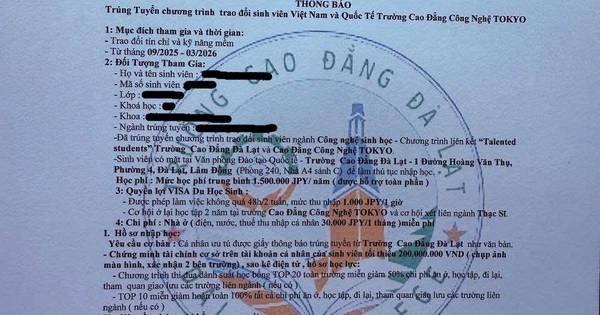 THÔNG BÁO
Trúng Tuyển chương trình trao đổi sinh viên Việt Nam và Quốc Tế Trường Cao Đẳng Công Nghệ TOKYO
1: Mục đích tham gia và thời gian:
- Trao đổi tín chỉ và kỹ năng mềm
- Từ tháng 09/2025 - 03/2026
2: Đối Tượng Tham Gia:
- Họ và tên sinh viên :
- Mã số sinh viên :
- Lớp :
- Khoá học :
- Khoa :
- Ngành trúng tuyển :
-Đã trúng tuyển chương trình trao đổi sinh viên ngành Công nghệ sinh học - Chương trình liên kết “Talented
students” Trường Cao Đẳng Đà Lạt và Cao Đẳng Công Nghệ TOKYO.
-Sinh viên có mặt tại Văn phòng Đào tạo Quốc tế - Trường Cao Đẳng Đà Lạt - 1 Đường Hoàng Văn Thụ,
Phường 4, Đà Lạt, Lâm Đồng (Phòng 240, Nhà A4 sảnh C) để làm thủ tục nhập học.
Học phí : Mức học phí trung bình 1.500.000 JPY/ năm ( được hỗ trợ toàn phần )
3: Quyền lợi VISA Du Học Sinh :
- Được phép làm việc không quá 48h/2 tuần, mức thu nhập 1.000 JPY/1 giờ
- Cơ hội ở lại học tập 2 năm tại trường Cao Đẳng Công Nghệ TOKYO và cơ hội xét liên ngành Thạc Sĩ.
4: Chi phí : Nhà ở ( điện, nước, thuế thu nhập cá nhân 30.000 JPY/1 tháng )miễn phí
I. Hồ sơ nhập học:
Yêu cầu cơ bản : Cá nhân ưu tú được giấy thông báo trúng tuyển từ Trường Cao Đẳng Đà Lạt như văn bản.
- Chứng minh tài chính cơ sở trên tài khoản cá nhân của sinh viên tối thiểu 200.000.000 VND ( chụp ảnh
màn hình, xác nhận 2 bên trường) , sao kê điện tử , hồ sơ học lực:
- Chương trình thi đua dành suất học bổng TOP 20 toàn trường miễn giảm 50% chi phí ăn ở, học tập, đi lại,
tham quan giao lưu các trường liên ngành ( nếu có )
- TOP 10 miễn giảm hoàn toàn 100% tất cả chi phí ăn ở, học tập, đi lại, tham quan giao lưu các trường liên
ngành ( nếu có )
TRƯỜNG CAO ĐẲNG ĐÀ LẠT